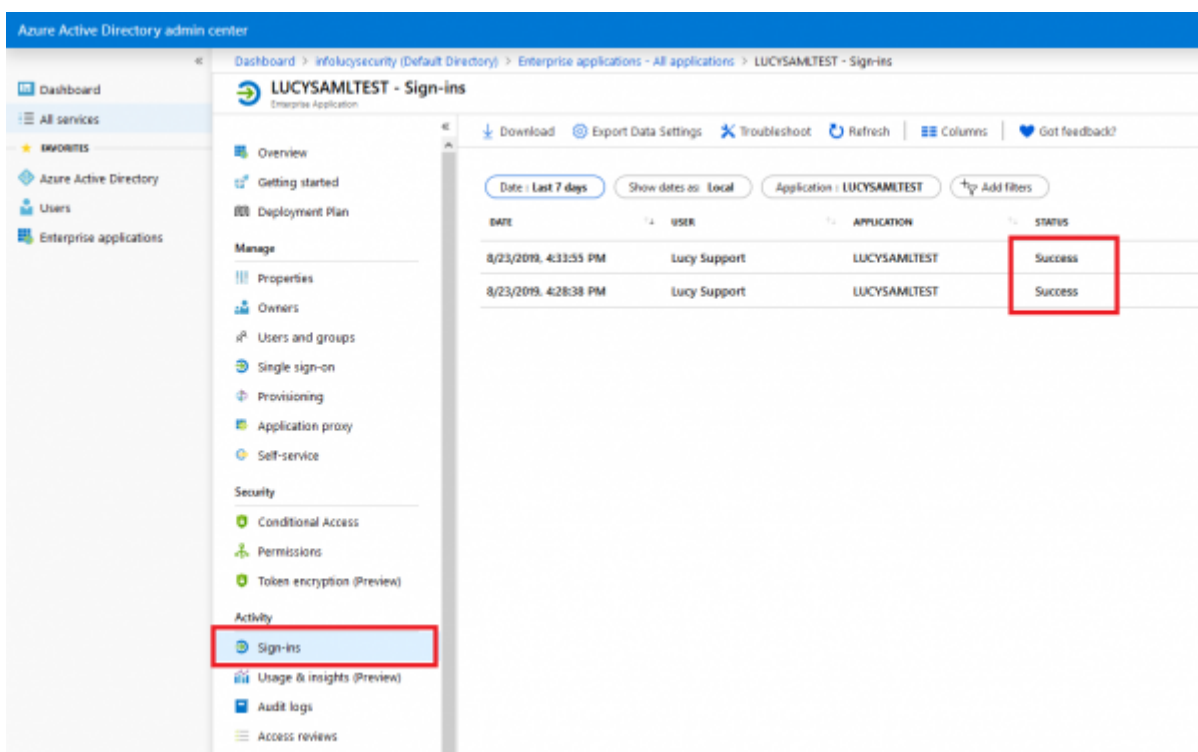 Azure Active Directory admin center
Dashboard > infolucysecurity (Default Directory) > Enterprise applications - All applications > LUCYSAMLTEST - Sign-ins
LUCYSAMLTEST - Sign-ins
Enterprise Application
Dashboard
All services
FAVORITES
Azure Active Directory
Users
Enterprise applications
Overview
Getting started
Deployment Plan
Manage
Properties
Owners
Users and groups
Single sign-on
Provisioning
Application proxy
Self-service
Security
Conditional Access
Permissions
Token encryption (Preview)
Activity
Sign-ins
Usage & insights (Preview)
Audit logs
Access reviews
Download Export Data Settings Troubleshoot Refresh Columns Got feedback?
Date : Last 7 days Show dates as: Local Application : LUCYSAMLTEST Add filters
DATE USER APPLICATION STATUS
8/23/2019, 4:33:55 PM Lucy Support LUCYSAMLTEST Success
8/23/2019, 4:28:38 PM Lucy Support LUCYSAMLTEST Success